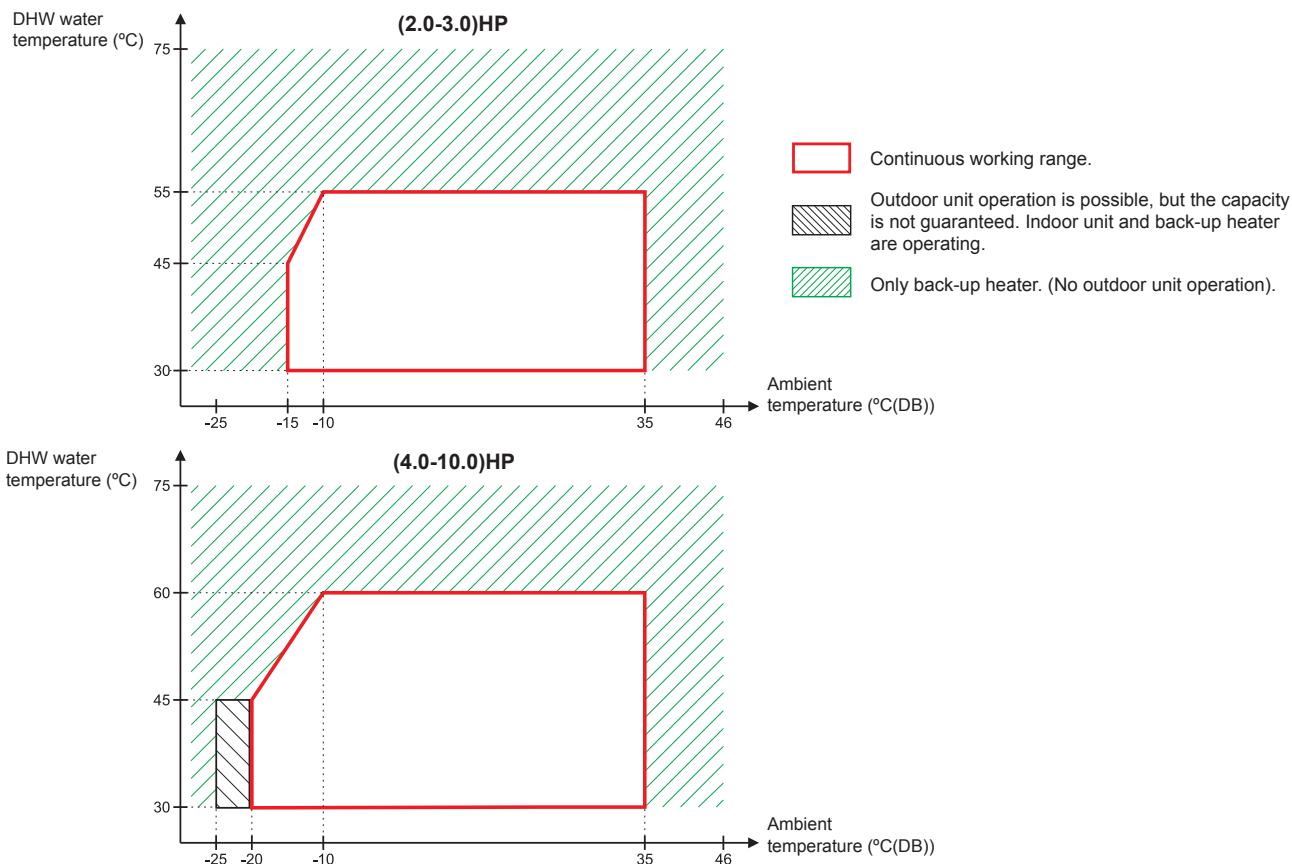 DHW water
temperature (ºC)
(2.0-3.0)HP
75
55
45
30
-25
-15
-10
35
46
Ambient
temperature (ºC(DB))
Continuous working range.
Outdoor unit operation is possible, but the capacity
is not guaranteed. Indoor unit and back-up heater
are operating.
Only back-up heater. (No outdoor unit operation).
DHW water
temperature (ºC)
(4.0-10.0)HP
75
60
45
30
-25
-20
-10
35
46
Ambient
temperature (ºC(DB))